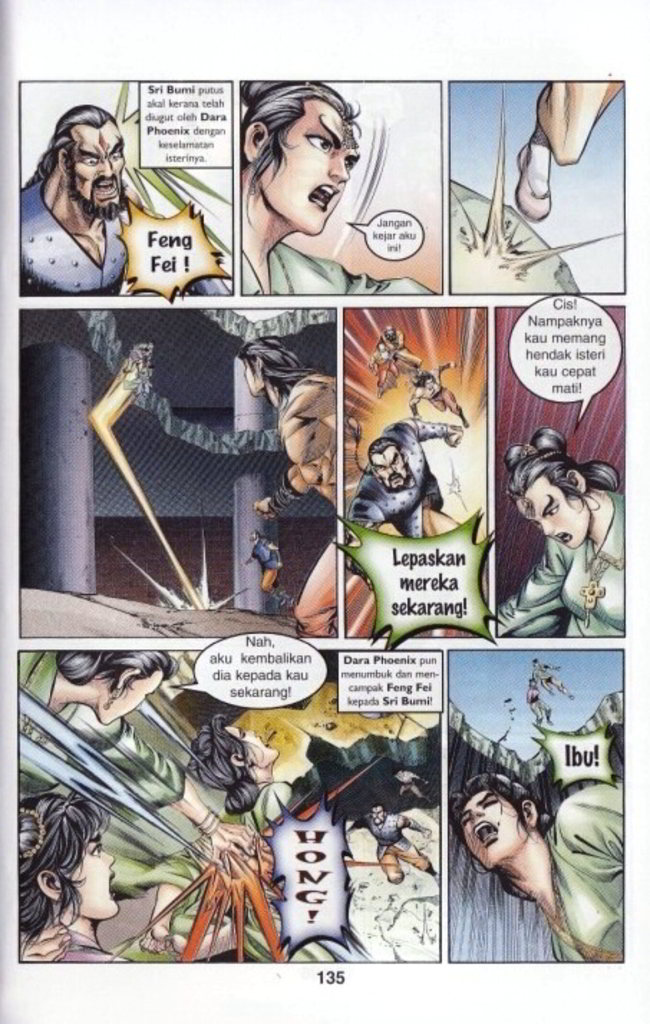 Sri Bumi putus
akal kerana telah
diugut oleh Dara
Phoenix dengan
keselamatan
isterinya.
Feng
Fei !
Jangan
kejar aku
ini!
Cis!
Nampaknya
kau memang
hendak isteri
kau cepat
mati!
Lepaskan
mereka
sekarang!
Nah,
aku kembalikan
dia kepada kau
sekarang!
Dara Phoenix pun
menumbuk dan men-
campak Feng Fei
kepada Sri Bumi!
HONG!
Ibu!
135